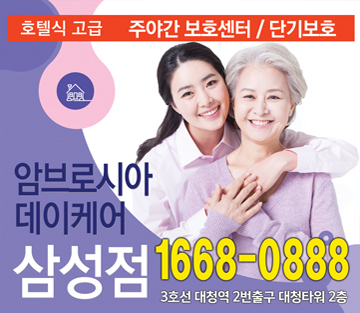 호텔식 고급 주야간 보호센터 / 단기보호
암브로시아
데이케어
삼성점 1668-0888
3호선 대청역 2번출구 대청타워 2층